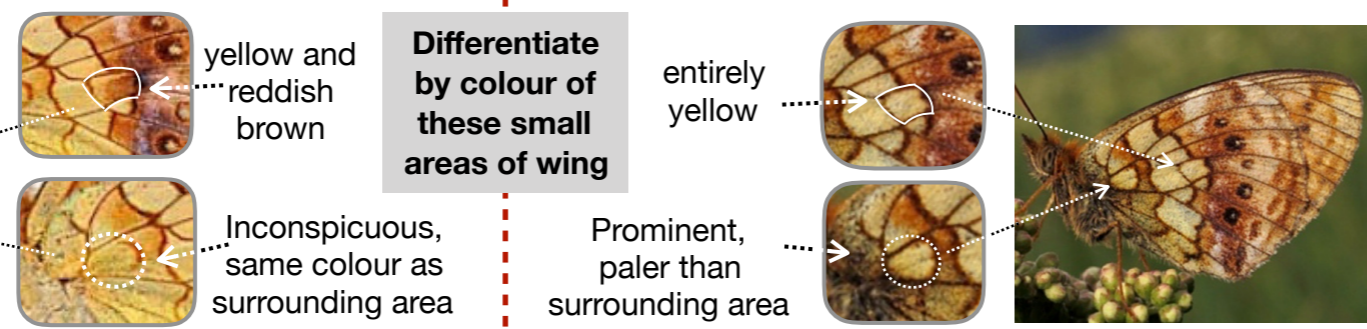 yellow and
reddish
brown
Differentiate
by colour of
these small
areas of wing
entirely
yellow
Inconspicuous,
same colour as
surrounding area
Prominent,
paler than
surrounding area